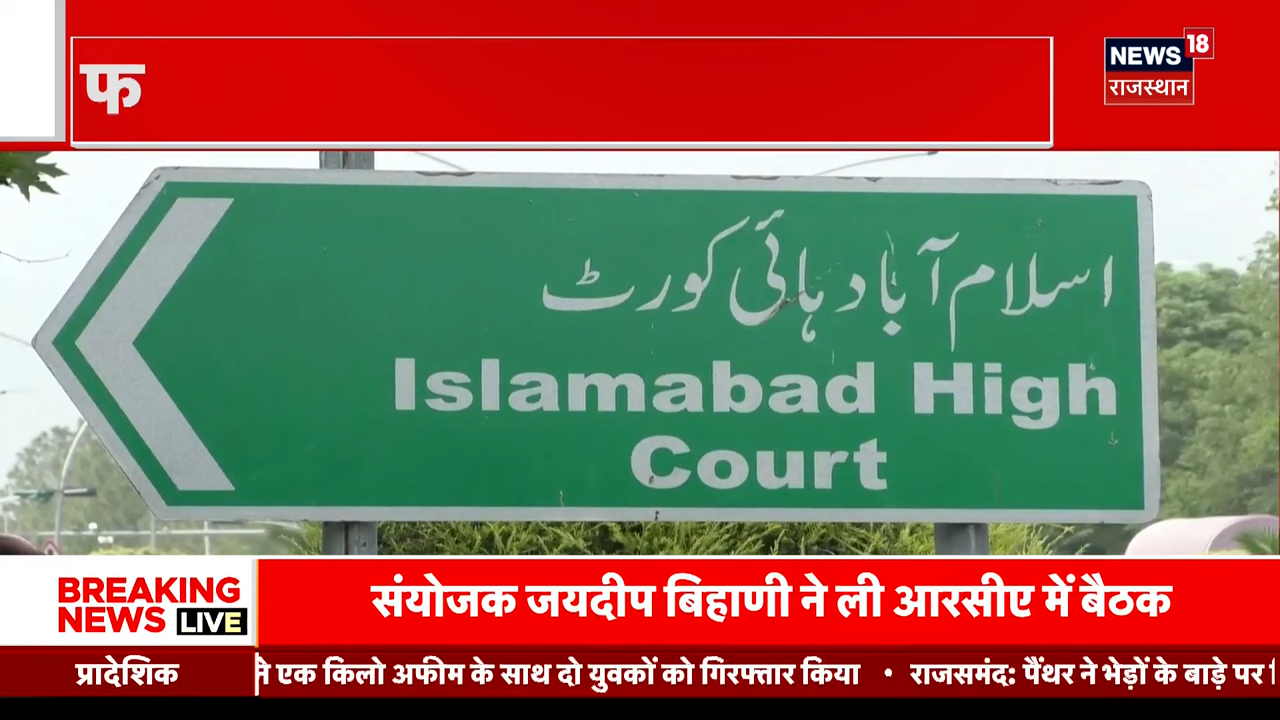 फ
NEWS 18
राजस्थान
اسلام آباد ہائی کورٹ
Islamabad High
Court
BREAKING
NEWS LIVE
संयोजक जयदीप बिहाणी ने ली आरसीए में बैठक
प्रादेशिक
ने एक किलो अफीम के साथ दो युवकों को गिरफ्तार किया • राजसमंद: पैंथर ने भेड़ों के बाड़े पर